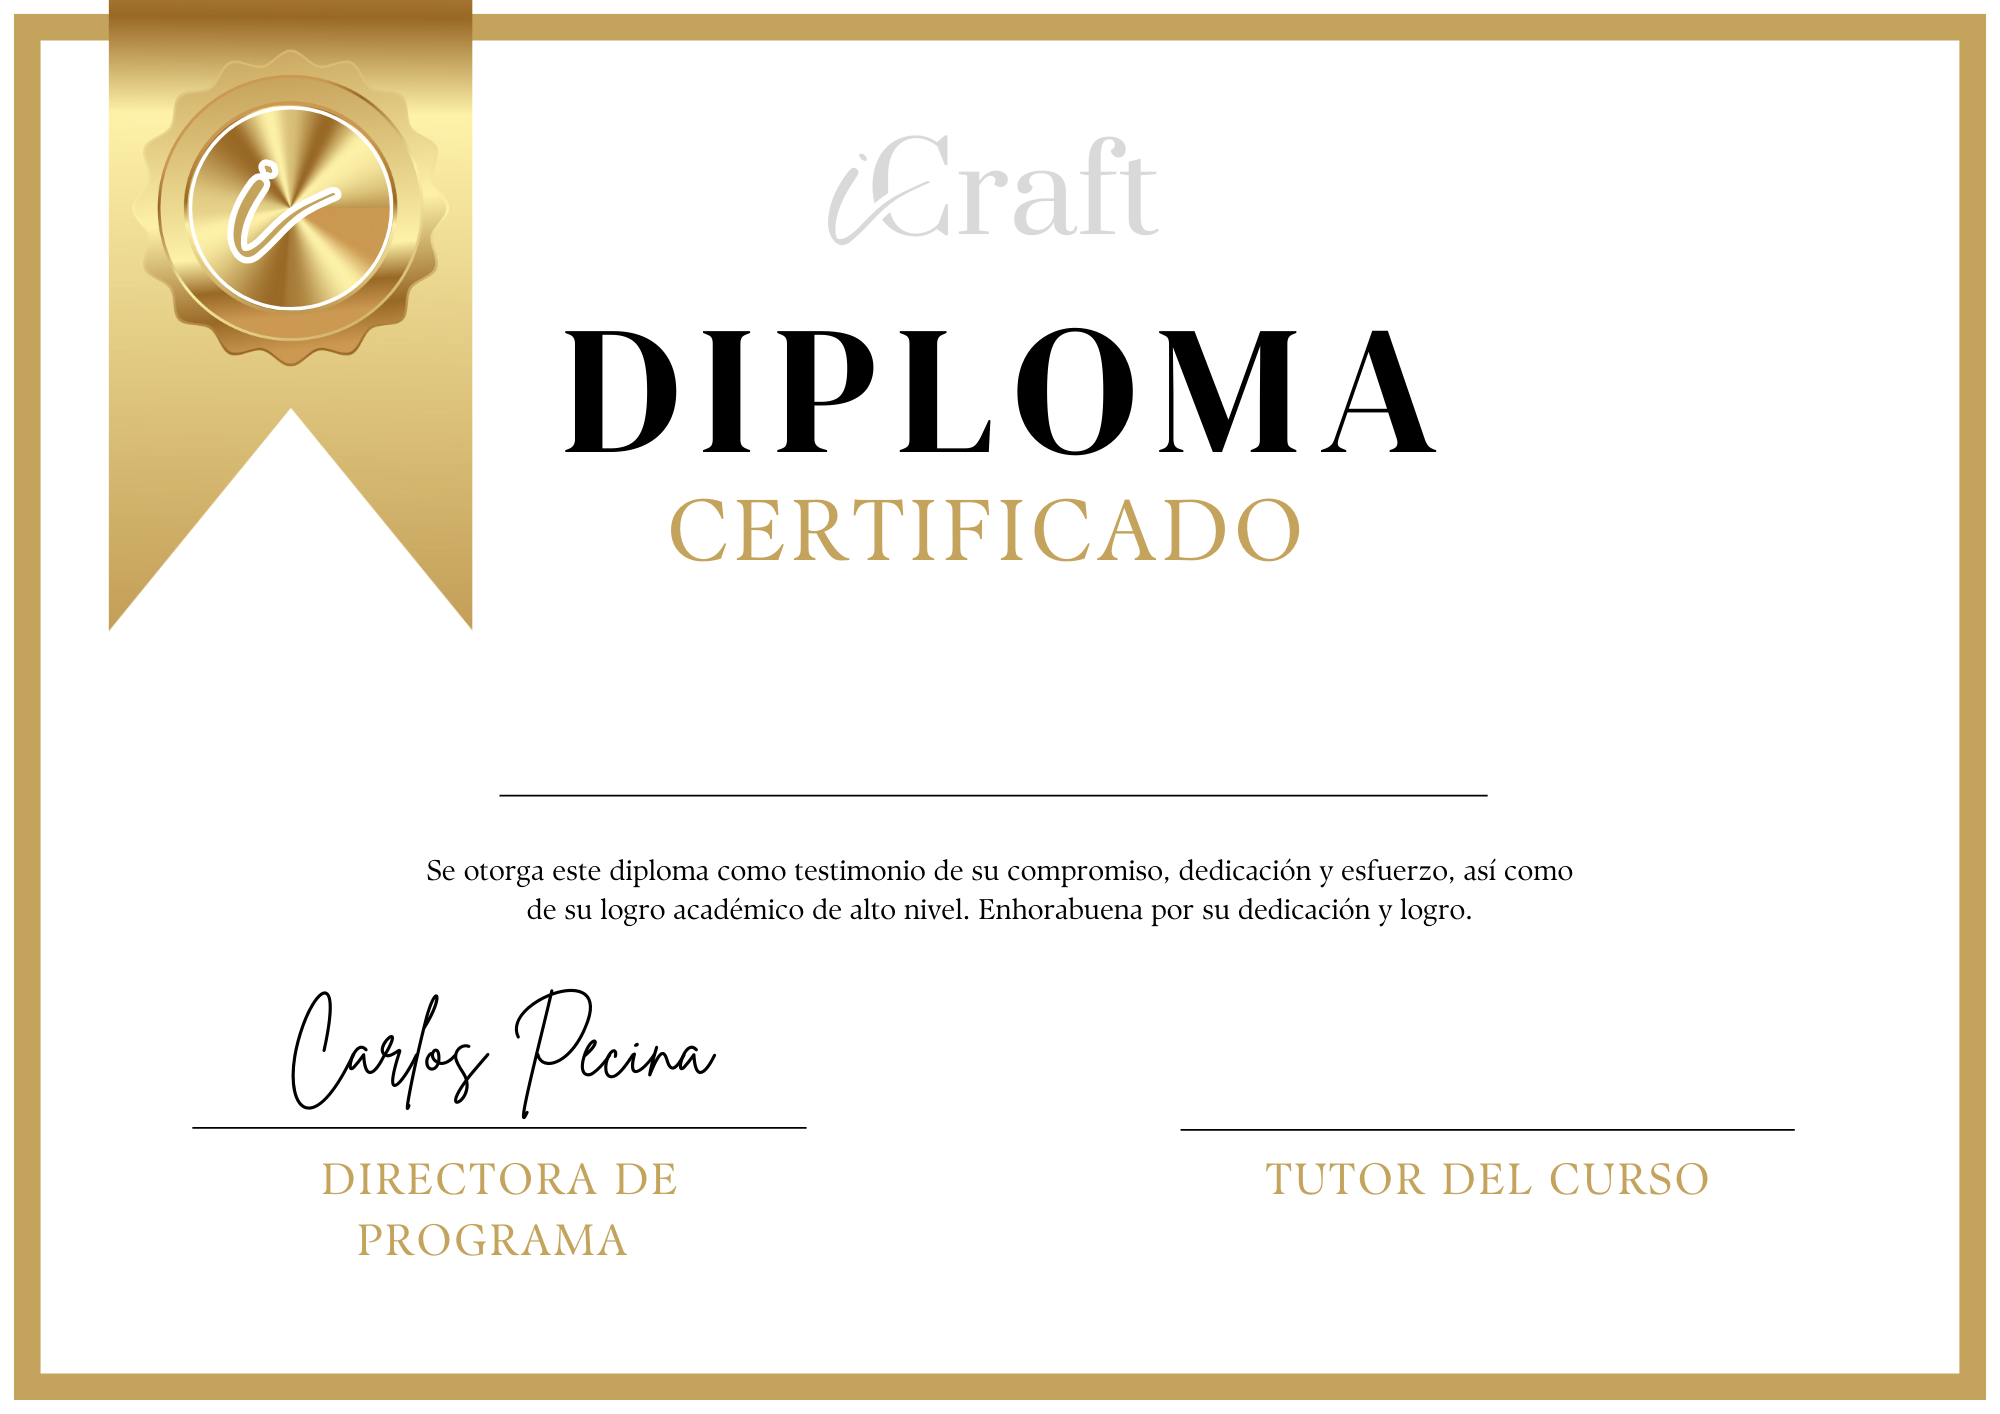 iCraft
DIPLOMA
CERTIFICADO
Se otorga este diploma como testimonio de su compromiso, dedicación y esfuerzo, así como
de su logro académico de alto nivel. Enhorabuena por su dedicación y logro.
Carlos Pecina
DIRECTORA DE
PROGRAMA
TUTOR DEL CURSO